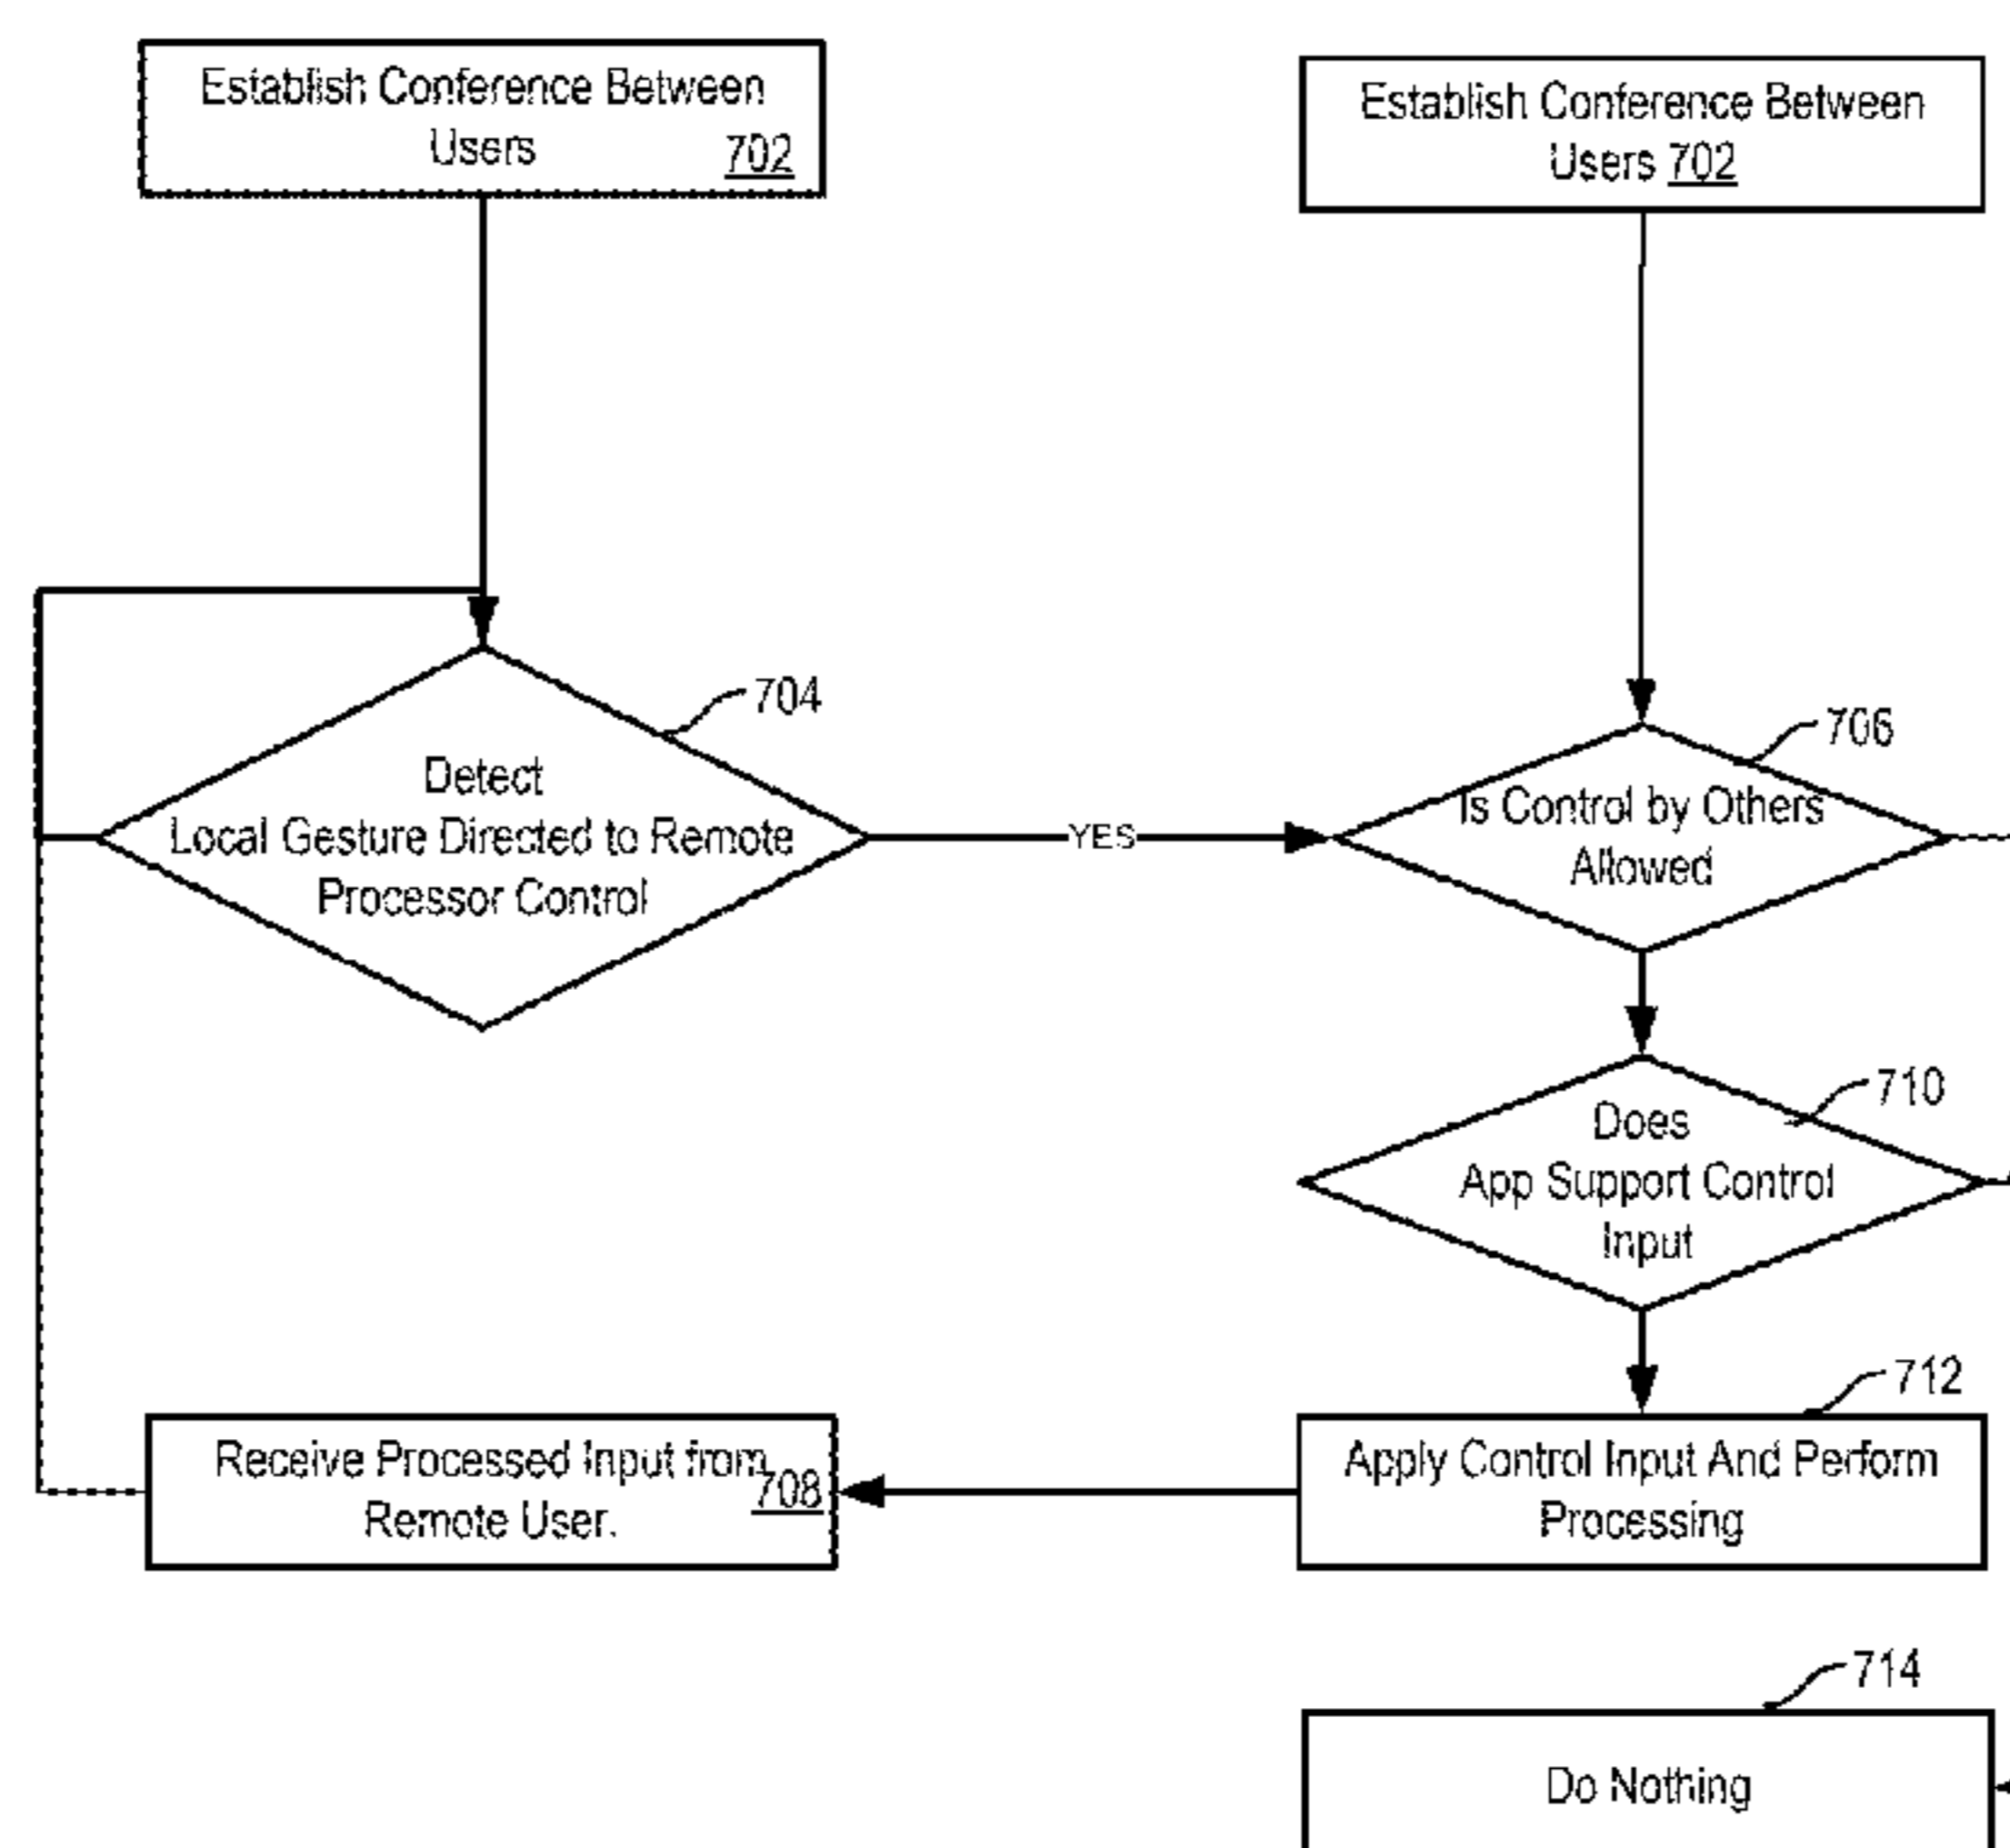 Establish Conference Between
Users 702
Establish Conference Between
Users 702
704
Detect
Local Gesture Directed to Remote
Processor Control
YES
706
Is Control by Others
Allowed
710
Does
App Support Control
Input
712
Receive Processed Input from
Remote User. 708
Apply Control Input And Perform
Processing
714
Do Nothing